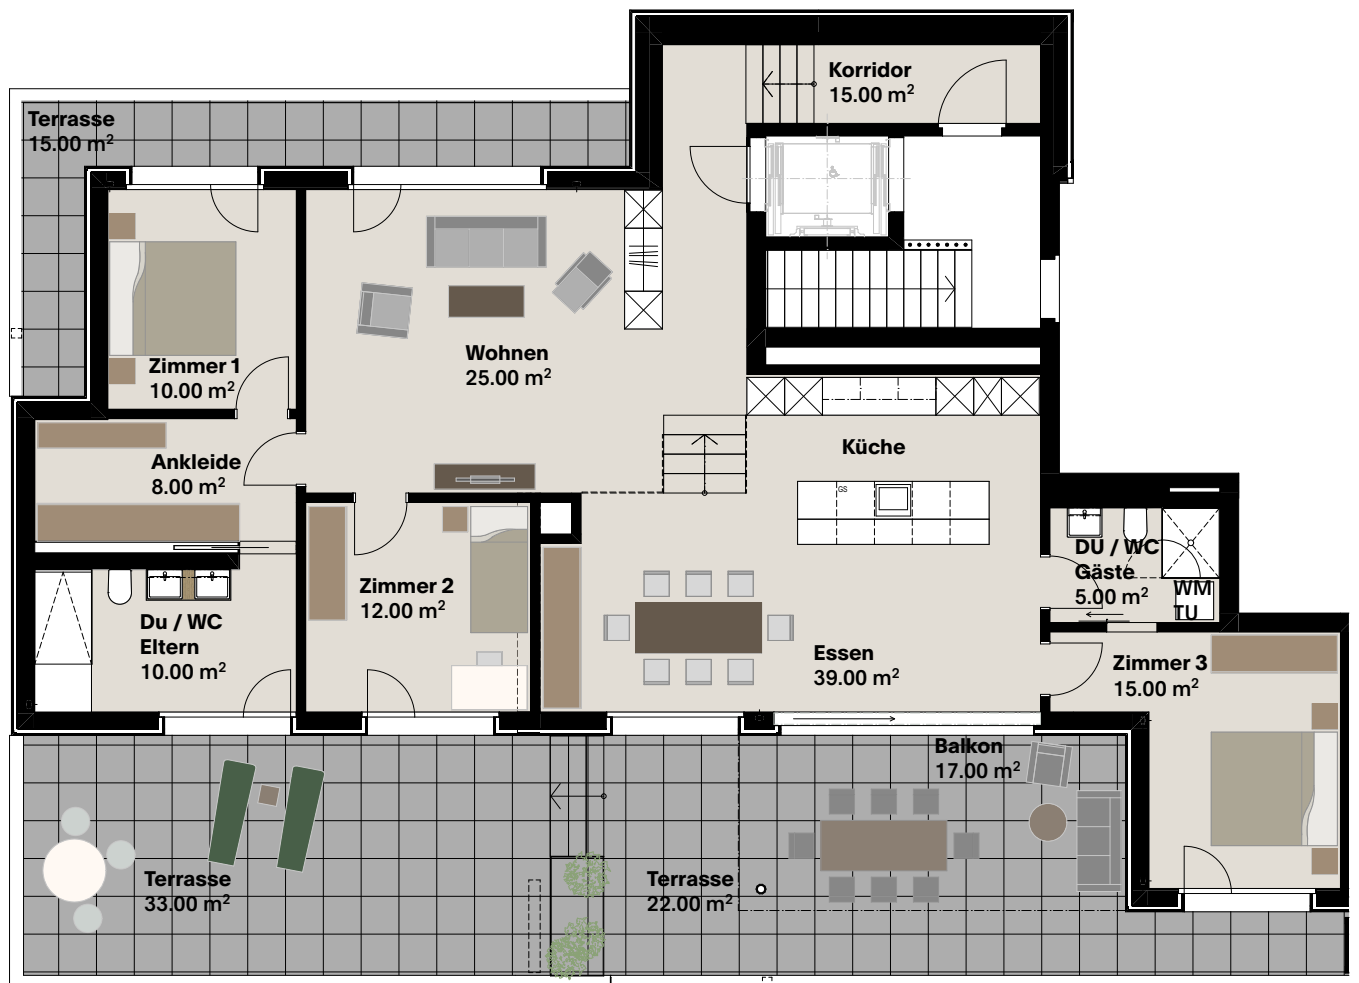 Korridor
15.00 m²
Terrasse
15.00 m²
Zimmer 1
10.00 m²
Wohnen
25.00 m²
Ankleide
8.00 m²
Küche
GS
DU / WC
Gäste
5.00 m²
WM
TU
Zimmer 2
12.00 m²
Du / WC
Eltern
10.00 m²
Essen
39.00 m²
Zimmer 3
15.00 m²
Balkon
17.00 m²
Terrasse
33.00 m²
Terrasse
22.00 m²